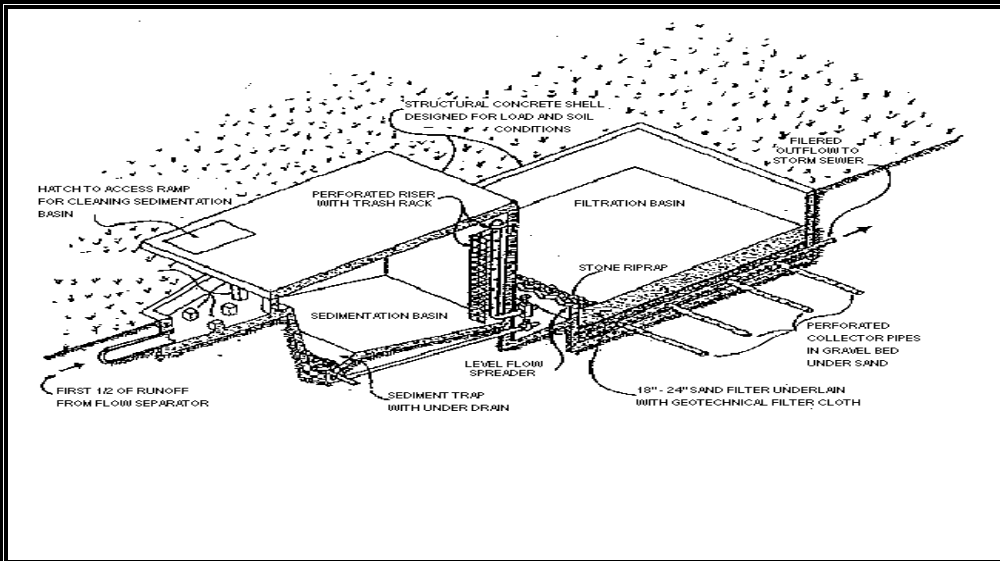 STRUCTURAL CONCRETE SHELL
DESIGNED FOR LOAD AND SOIL
CONDITIONS
FILERED
OUTFLOW TO
STORM SEWER
HATCH TO ACCESS RAMP
FOR CLEANING SEDIMENTATION
BASIN
PERFORATED RISER
WITH TRASH RACK
FILTRATION BASIN
STONE RIPRAP
SEDIMENTATION BASIN
PERFORATED
COLLECTOR PIPES
IN GRAVEL BED
UNDER SAND
LEVEL FLOW
SPREADER
FIRST 1/2 OF RUNOFF
FROM FLOW SEPARATOR
SEDIMENT TRAP
WITH UNDER DRAIN
18" - 24" SAND FILTER UNDERLAIN
WITH GEOTECHNICAL FILTER CLOTH